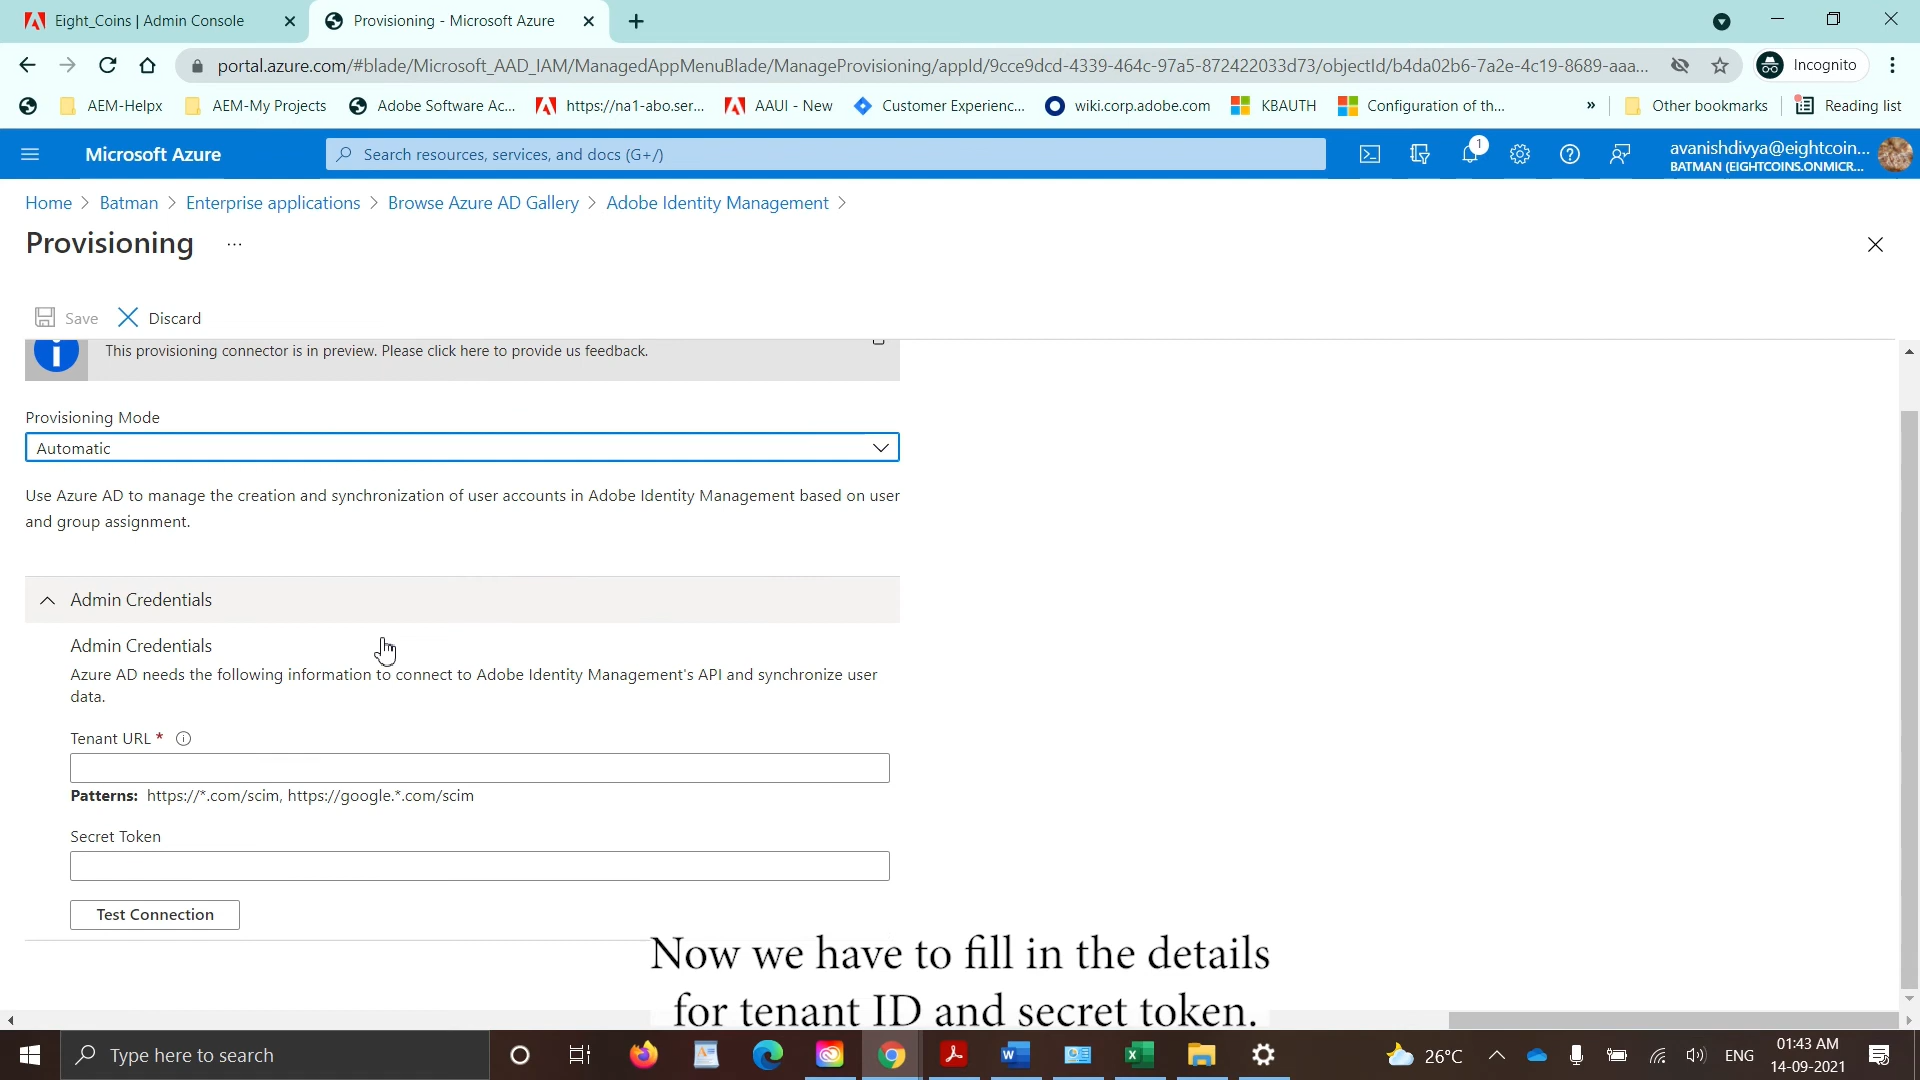 Eight_Coins | Admin Console
Provisioning - Microsoft Azure
portal.azure.com/#blade/Microsoft_AAD_IAM/ManagedAppMenuBlade/ManageProvisioning/appId/9cce9dcd-4339-464c-97a5-872422033d73/objectId/b4da02b6-7a2e-4c19-8689-aaa...
Incognito
AEM-Helpx
AEM-My Projects
Adobe Software Ac...
https://na1-abo.ser...
AAUI - New
Customer Experienc...
wiki.corp.adobe.com
KBAUTH
Configuration of th...
»
Other bookmarks
Reading list
Microsoft Azure
Search resources, services, and docs (G+/)
1
avanishdivya@eightcoin...
BATMAN (EIGHTCOINS.ONMICR...
Home > Batman > Enterprise applications > Browse Azure AD Gallery > Adobe Identity Management >
Provisioning ...
Save
Discard
This provisioning connector is in preview. Please click here to provide us feedback.
Provisioning Mode
Automatic
Use Azure AD to manage the creation and synchronization of user accounts in Adobe Identity Management based on user
and group assignment.
Admin Credentials
Admin Credentials
Azure AD needs the following information to connect to Adobe Identity Management's API and synchronize user
data.
Tenant URL *
Patterns: https://*.com/scim, https://google.*.com/scim
Secret Token
Test Connection
Now we have to fill in the details
for tenant ID and secret token.
Type here to search
26°C
ENG
01:43 AM
14-09-2021